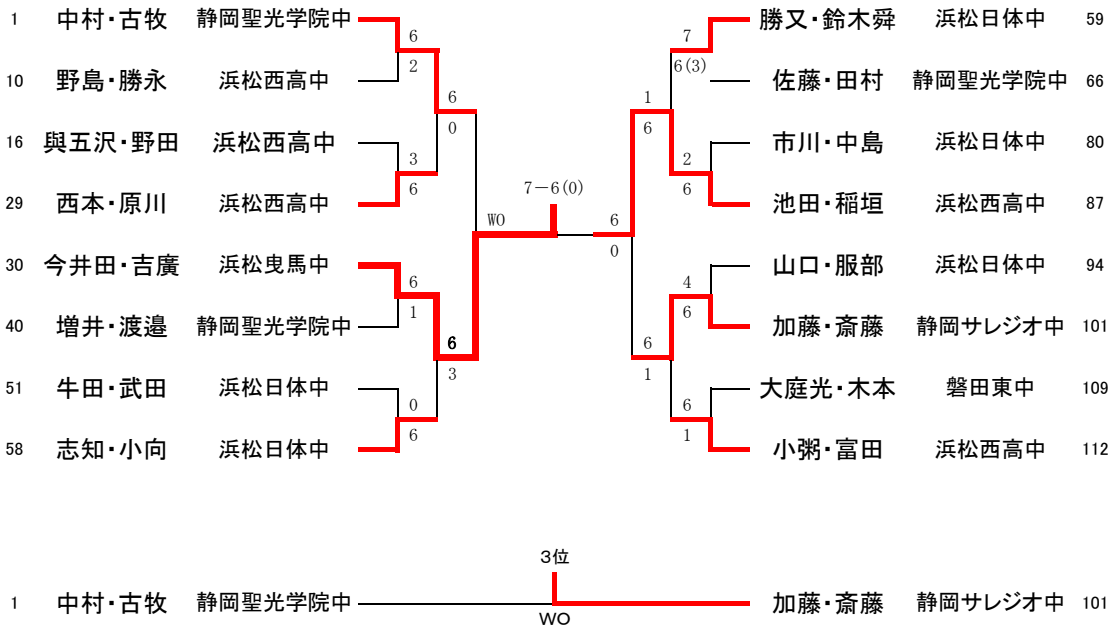 1 中村・古牧 静岡聖光学院中 勝又・鈴木舜 浜松日体中 59
6 7
2 6(3)
10 野島・勝永 浜松西高中 佐藤・田村 静岡聖光学院中 66
6 1
0 6
16 與五沢・野田 浜松西高中 市川・中島 浜松日体中 80
3 2
6 6
29 西本・原川 浜松西高中 池田・稲垣 浜松西高中 87
7-6(0)
WO 6
0
30 今井田・吉廣 浜松曳馬中 山口・服部 浜松日体中 94
6 4
1 6
40 増井・渡邉 静岡聖光学院中 加藤・斎藤 静岡サレジオ中 101
6 6
3 1
51 牛田・武田 浜松日体中 大庭光・木本 磐田東中 109
0 6
6 1
58 志知・小向 浜松日体中 小粥・富田 浜松西高中 112
3位
1 中村・古牧 静岡聖光学院中 加藤・斎藤 静岡サレジオ中 101
WO